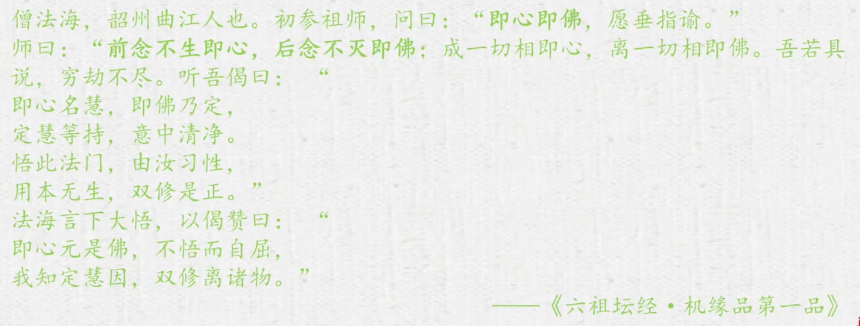 僧法海，韶州曲江人也。初参祖师，问曰：“即心即佛，愿垂指谕。”
师曰：“前念不生即心，后念不灭即佛；成一切相即心，离一切相即佛。吾若具
说，穷劫不尽。听吾偈曰： “
即心名慧，即佛乃定，
定慧等持，意中清净。
悟此法门，由汝习性，
用本无生，双修是正。”
法海言下大悟，以偈赞曰： “
即心元是佛，不悟而自屈，
我知定慧因，双修离诸物。”
——《六祖坛经·机缘品第一品》